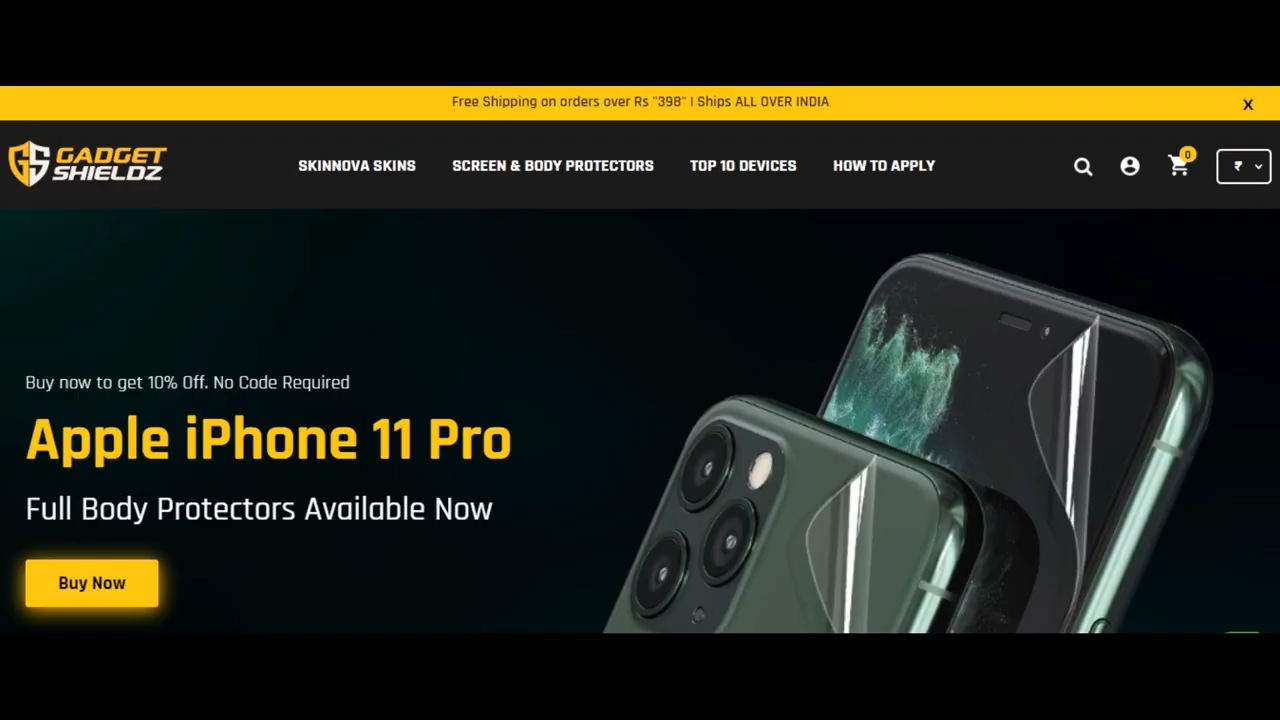 Free Shipping on orders over Rs "398" | Ships ALL OVER INDIA
X
GS GADGET
SHIELDZ
SKINNOVA SKINS
SCREEN & BODY PROTECTORS
TOP 10 DEVICES
HOW TO APPLY
0
₹
Buy now to get 10% Off. No Code Required
Apple iPhone 11 Pro
Full Body Protectors Available Now
Buy Now